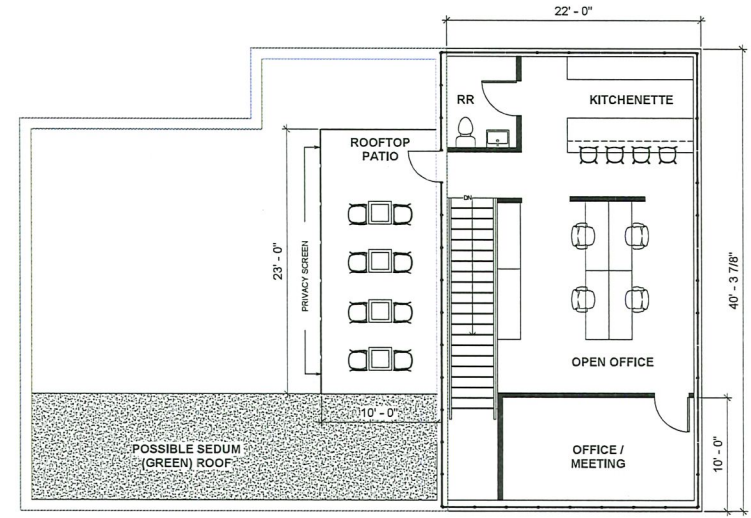 22' - 0"
RR
KITCHENETTE
ROOFTOP
PATIO
DN
23' - 0"
PRIVACY SCREEN
40' - 3 7/8"
OPEN OFFICE
10' - 0"
POSSIBLE SEDUM
(GREEN) ROOF
OFFICE /
MEETING
10' - 0"